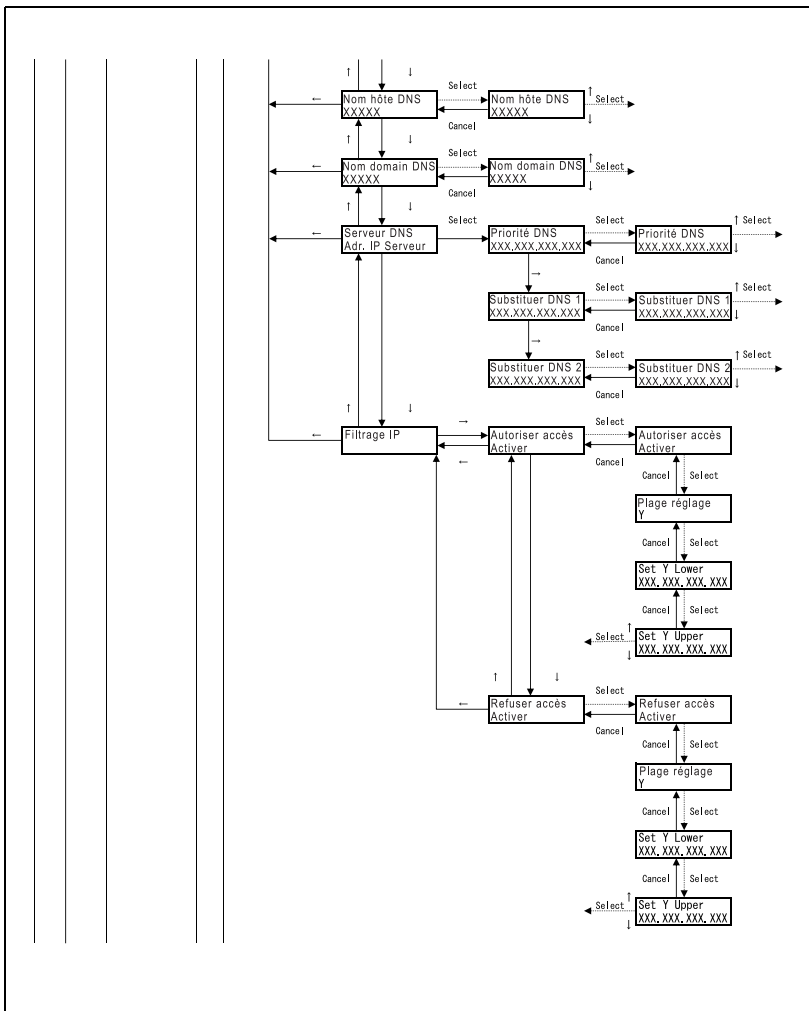 ↑ ↓
Select
Nom hôte DNS
XXXXX
←
Nom hôte DNS
XXXXX
↑
Select
↓
Cancel
↑ ↓
Select
Nom domain DNS
XXXXX
←
Nom domain DNS
XXXXX
↑
Select
↓
Cancel
↑ ↓
Select
Select
↑ Select
←
Serveur DNS
Adr. IP Serveur
Priorité DNS
XXX.XXX.XXX.XXX
Priorité DNS
XXX.XXX.XXX.XXX
↓
Cancel
→
Select
↑ Select
Substituer DNS 1
XXX.XXX.XXX.XXX
Substituer DNS 1
XXX.XXX.XXX.XXX
↓
Cancel
→
Select
↑ Select
Substituer DNS 2
XXX.XXX.XXX.XXX
Substituer DNS 2
XXX.XXX.XXX.XXX
↓
Cancel
↑ ↓
→
Select
←
Filtrage IP
Autoriser accès
Activer
Autoriser accès
Activer
←
Cancel
Cancel Select
Plage réglage
Y
Cancel Select
Set Y Lower
XXX. XXX. XXX. XXX
Cancel Select
↑
Select
↓
Set Y Upper
XXX. XXX. XXX. XXX
↑ ↓
Select
←
Refuser accès
Activer
Refuser accès
Activer
Cancel
Cancel Select
Plage réglage
Y
Cancel Select
Set Y Lower
XXX. XXX. XXX. XXX
Cancel Select
↑
Select
↓
Set Y Upper
XXX. XXX. XXX. XXX